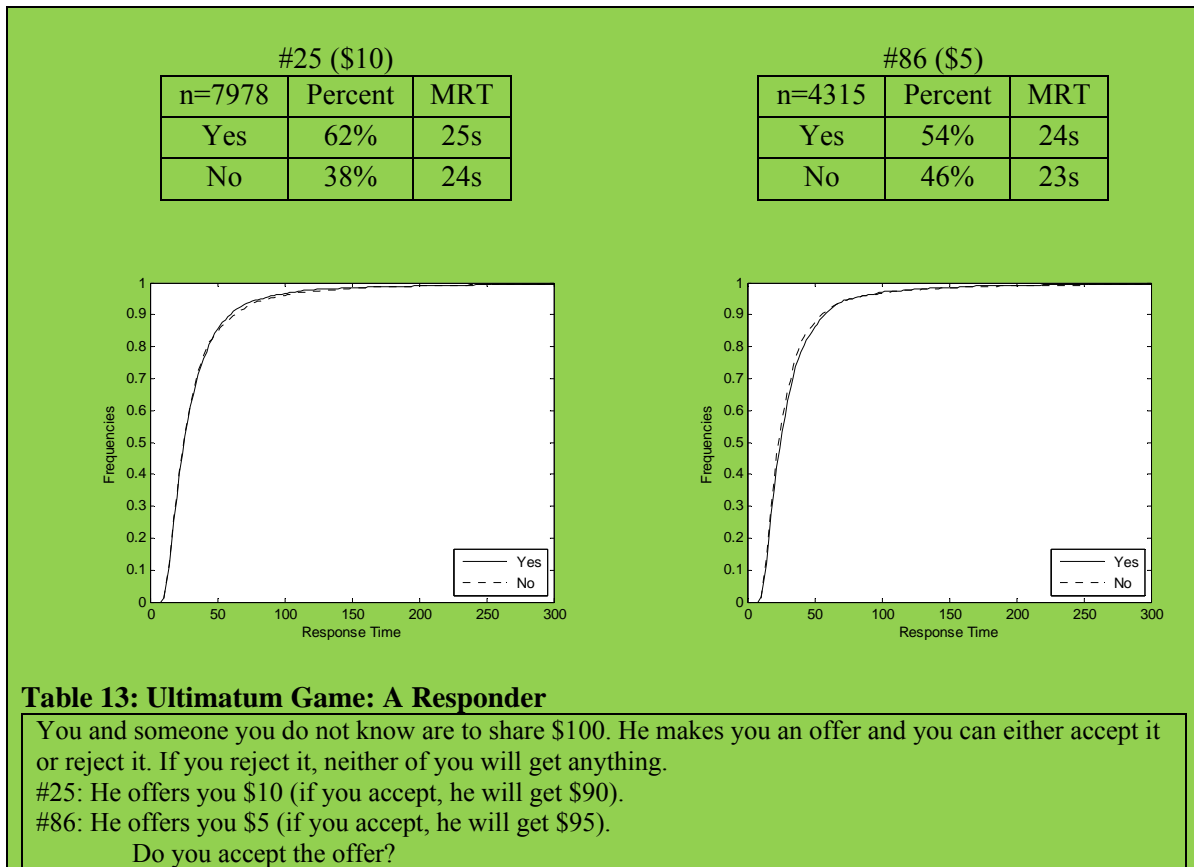 #25 ($10)
n=7978 Percent MRT
Yes 62% 25s
No 38% 24s
#86 ($5)
n=4315 Percent MRT
Yes 54% 24s
No 46% 23s
1
0.9
0.8
0.7
0.6
0.5
0.4
0.3
0.2
0.1
0
Frequencies
0 50 100 150 200 250 300
Response Time
Yes
No
1
0.9
0.8
0.7
0.6
0.5
0.4
0.3
0.2
0.1
0
Frequencies
0 50 100 150 200 250 300
Response Time
Yes
No
Table 13: Ultimatum Game: A Responder
You and someone you do not know are to share $100. He makes you an offer and you can either accept it
or reject it. If you reject it, neither of you will get anything.
#25: He offers you $10 (if you accept, he will get $90).
#86: He offers you $5 (if you accept, he will get $95).
Do you accept the offer?